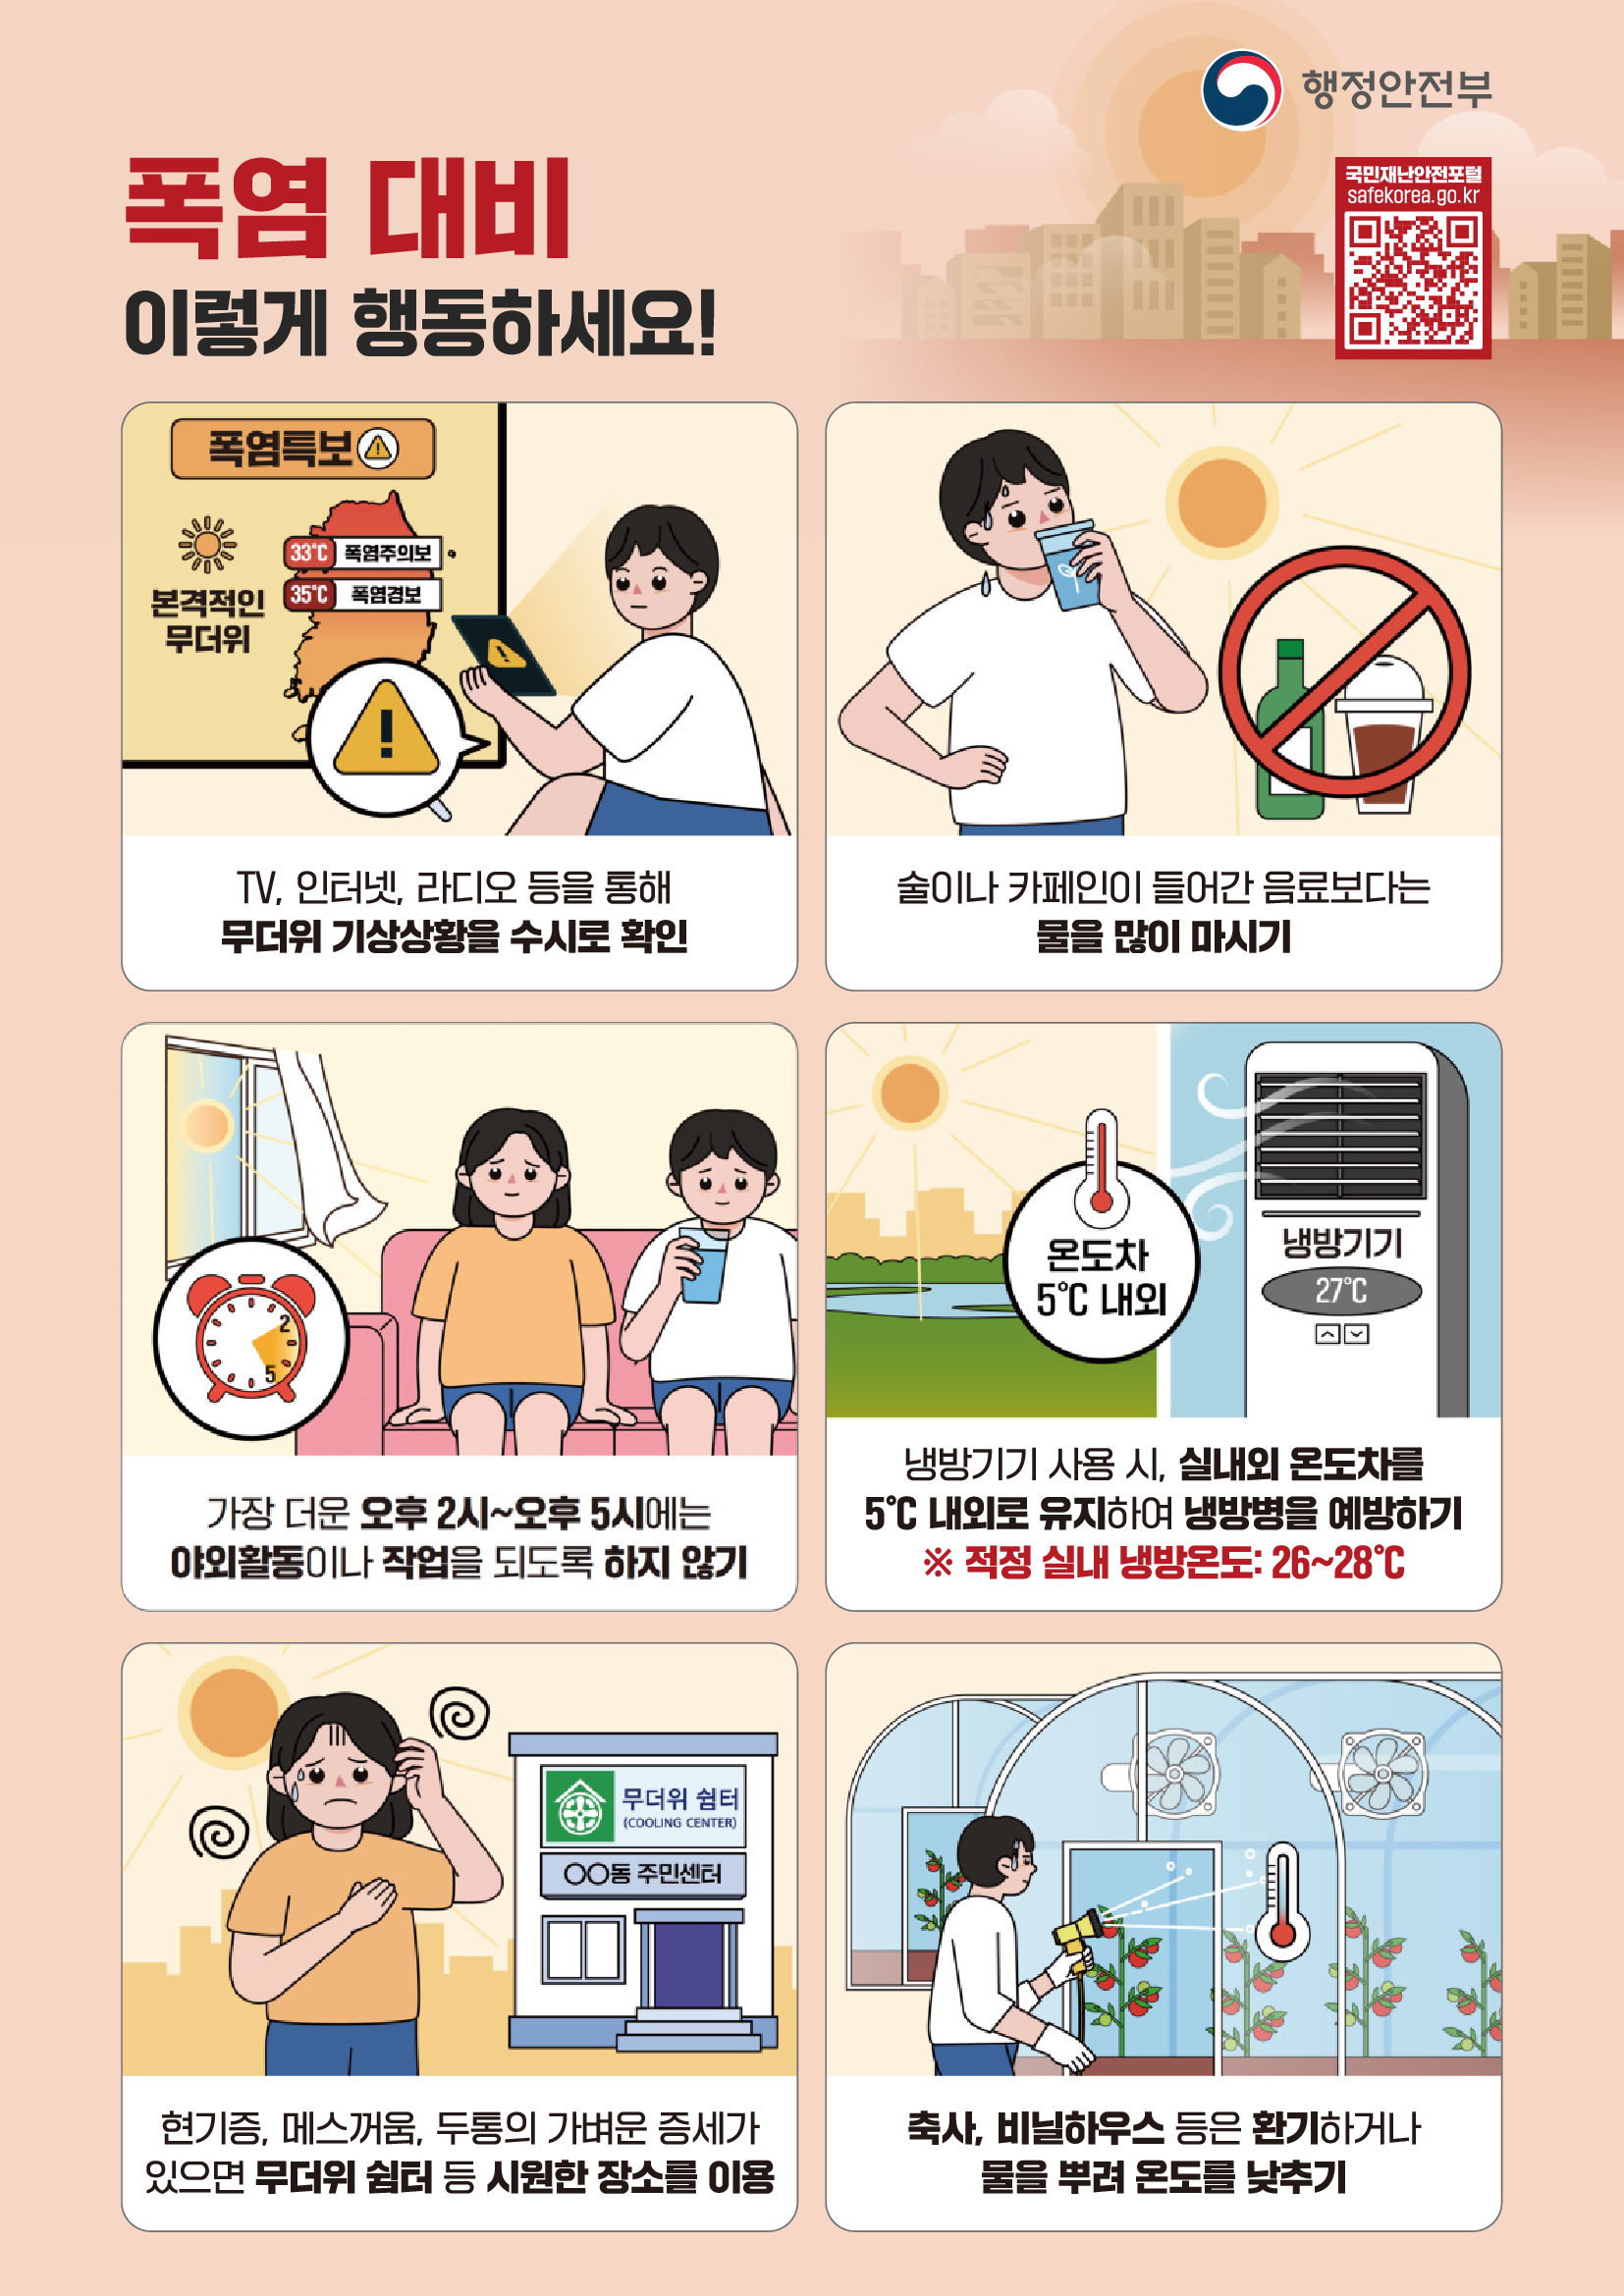 행정안전부
국민재난안전포털
safekorea.go.kr
폭염 대비
이렇게 행동하세요!
폭염특보
본격적인
무더위
33℃ 폭염주의보
35℃ 폭염경보
TV, 인터넷, 라디오 등을 통해
무더위 기상상황을 수시로 확인
술이나 카페인이 들어간 음료보다는
물을 많이 마시기
2
5
가장 더운 오후 2시~오후 5시에는
야외활동이나 작업을 되도록 하지 않기
온도차
5℃ 내외
냉방기기
27℃
냉방기기 사용 시, 실내외 온도차를
5℃ 내외로 유지하여 냉방병을 예방하기
※ 적정 실내 냉방온도: 26~28℃
무더위 쉼터
(COOLING CENTER)
○○동 주민센터
현기증, 메스꺼움, 두통의 가벼운 증세가
있으면 무더위 쉼터 등 시원한 장소를 이용
축사, 비닐하우스 등은 환기하거나
물을 뿌려 온도를 낮추기